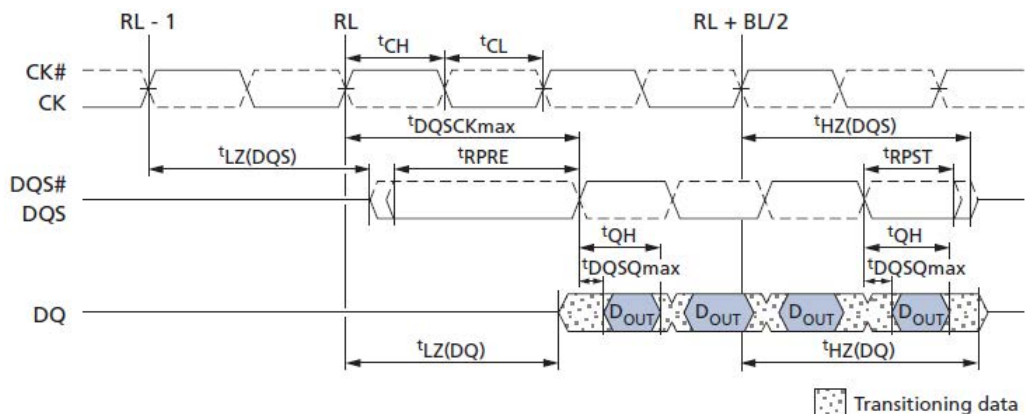 RL - 1 RL RL + BL/2
tCH tCL
CK#
CK
tDQSCKmax tHZ(DQS)
tLZ(DQS) tRPRE tRPST
DQS#
DQS
tQH tQH
tDQSQmax tDQSQmax
DQ DOUT DOUT DOUT DOUT
tLZ(DQ) tHZ(DQ)
Transitioning data